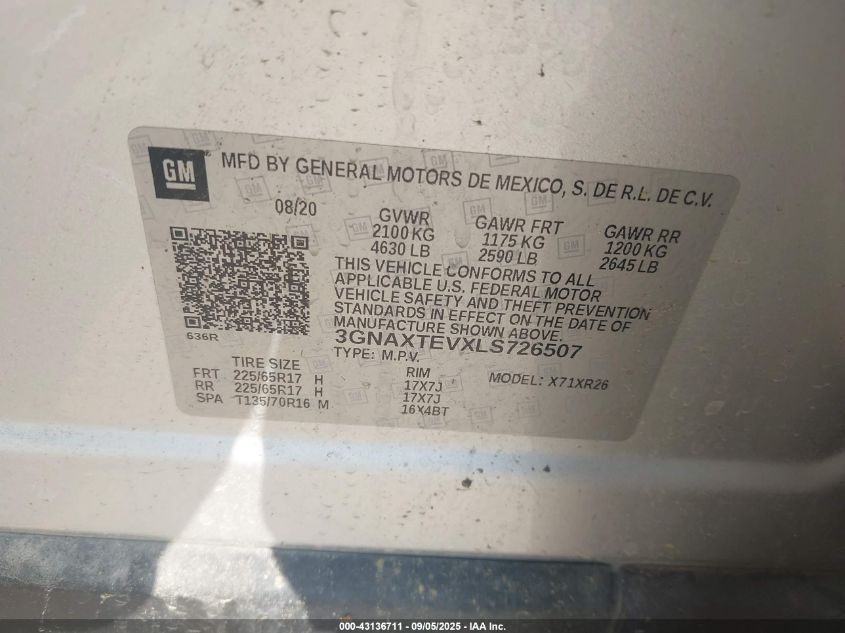 GM
MFD BY GENERAL MOTORS DE MEXICO, S. DE R.L. DE C.V.
08/20
GVWR
2100 KG
4630 LB
GAWR FRT
1175 KG
2590 LB
GAWR RR
1200 KG
2645 LB
THIS VEHICLE CONFORMS TO ALL
APPLICABLE U.S. FEDERAL MOTOR
VEHICLE SAFETY AND THEFT PREVENTION
STANDARDS IN EFFECT ON THE DATE OF
MANUFACTURE SHOWN ABOVE.
3GNAXTEVXLS726507
TYPE: M.P.V.
MODEL: X71XR26
636R
TIRE SIZE RIM
FRT 225/65R17 H 17X7J
RR 225/65R17 H 17X7J
SPA T135/70R16 M 16X4BT
000-43136711 - 09/05/2025 - IAA Inc.